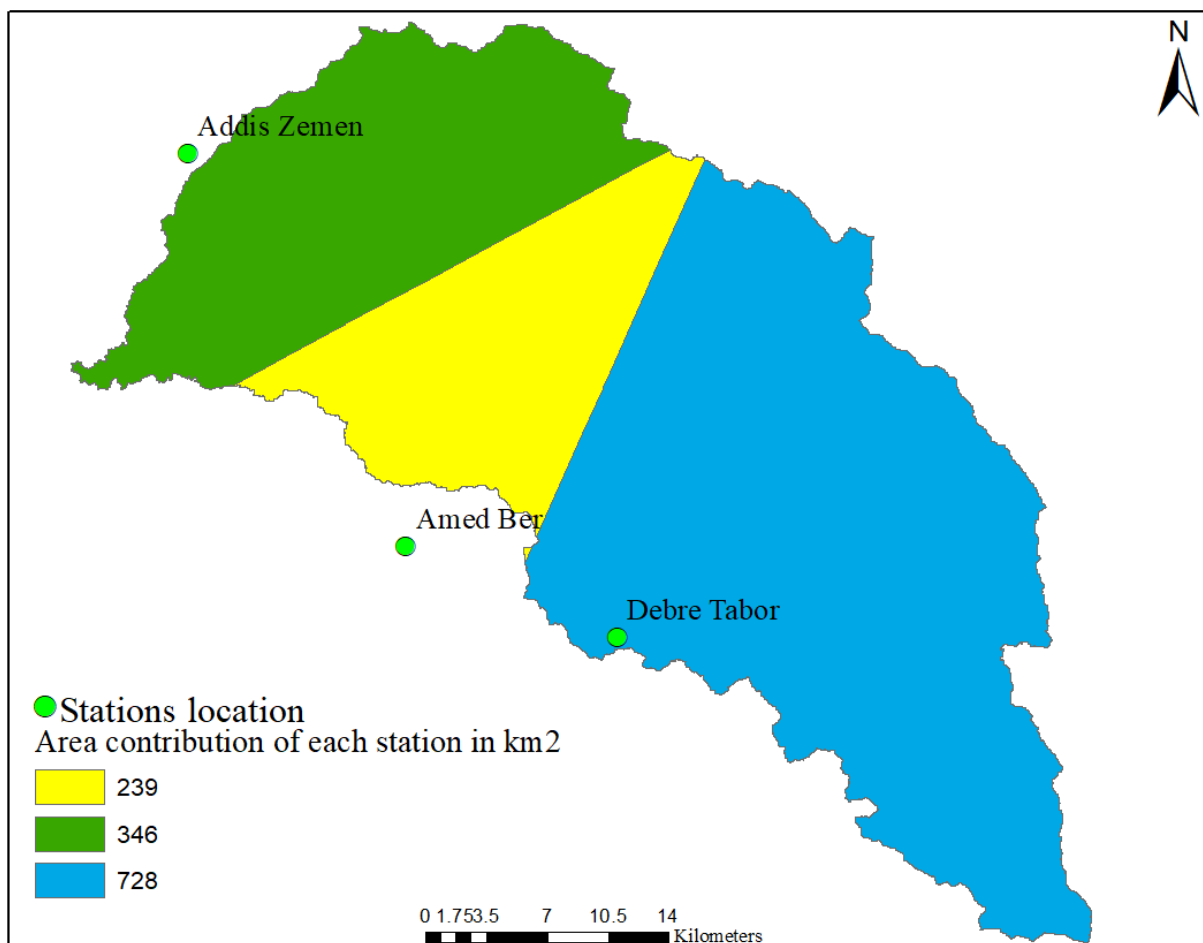 N
Addis Zemen
Amed Ber
Debre Tabor
Stations location
Area contribution of each station in km2
239
346
728
0 1.753.5 7 10.5 14
Kilometers